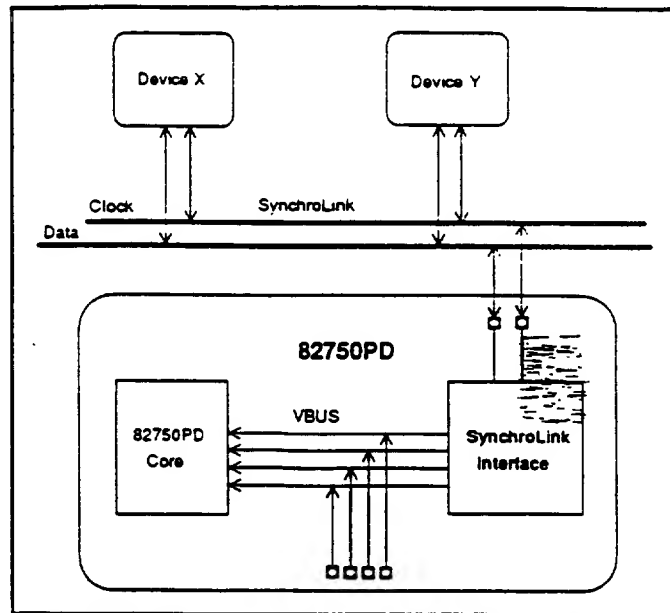 Device X
Device Y
Clock
SynchroLink
Data
82750PD
VBUS
82750PD
Core
SynchroLink
Interface